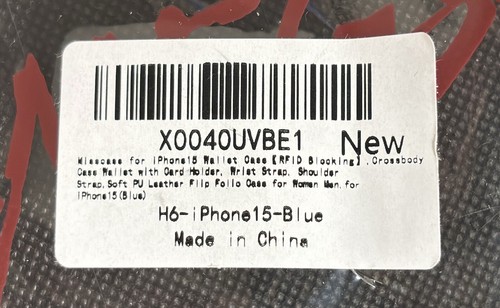 X0040UVBE1 New
Misscase for iPhone15 Wallet Case【RFID Blocking】,Crossbody
Case Wallet with Card Holder, Wrist Strap, Shoulder
Strap,Soft PU Leather Flip Folio Case for Women Men,for
iPhone15(Blue)
H6-iPhone15-Blue
Made in China